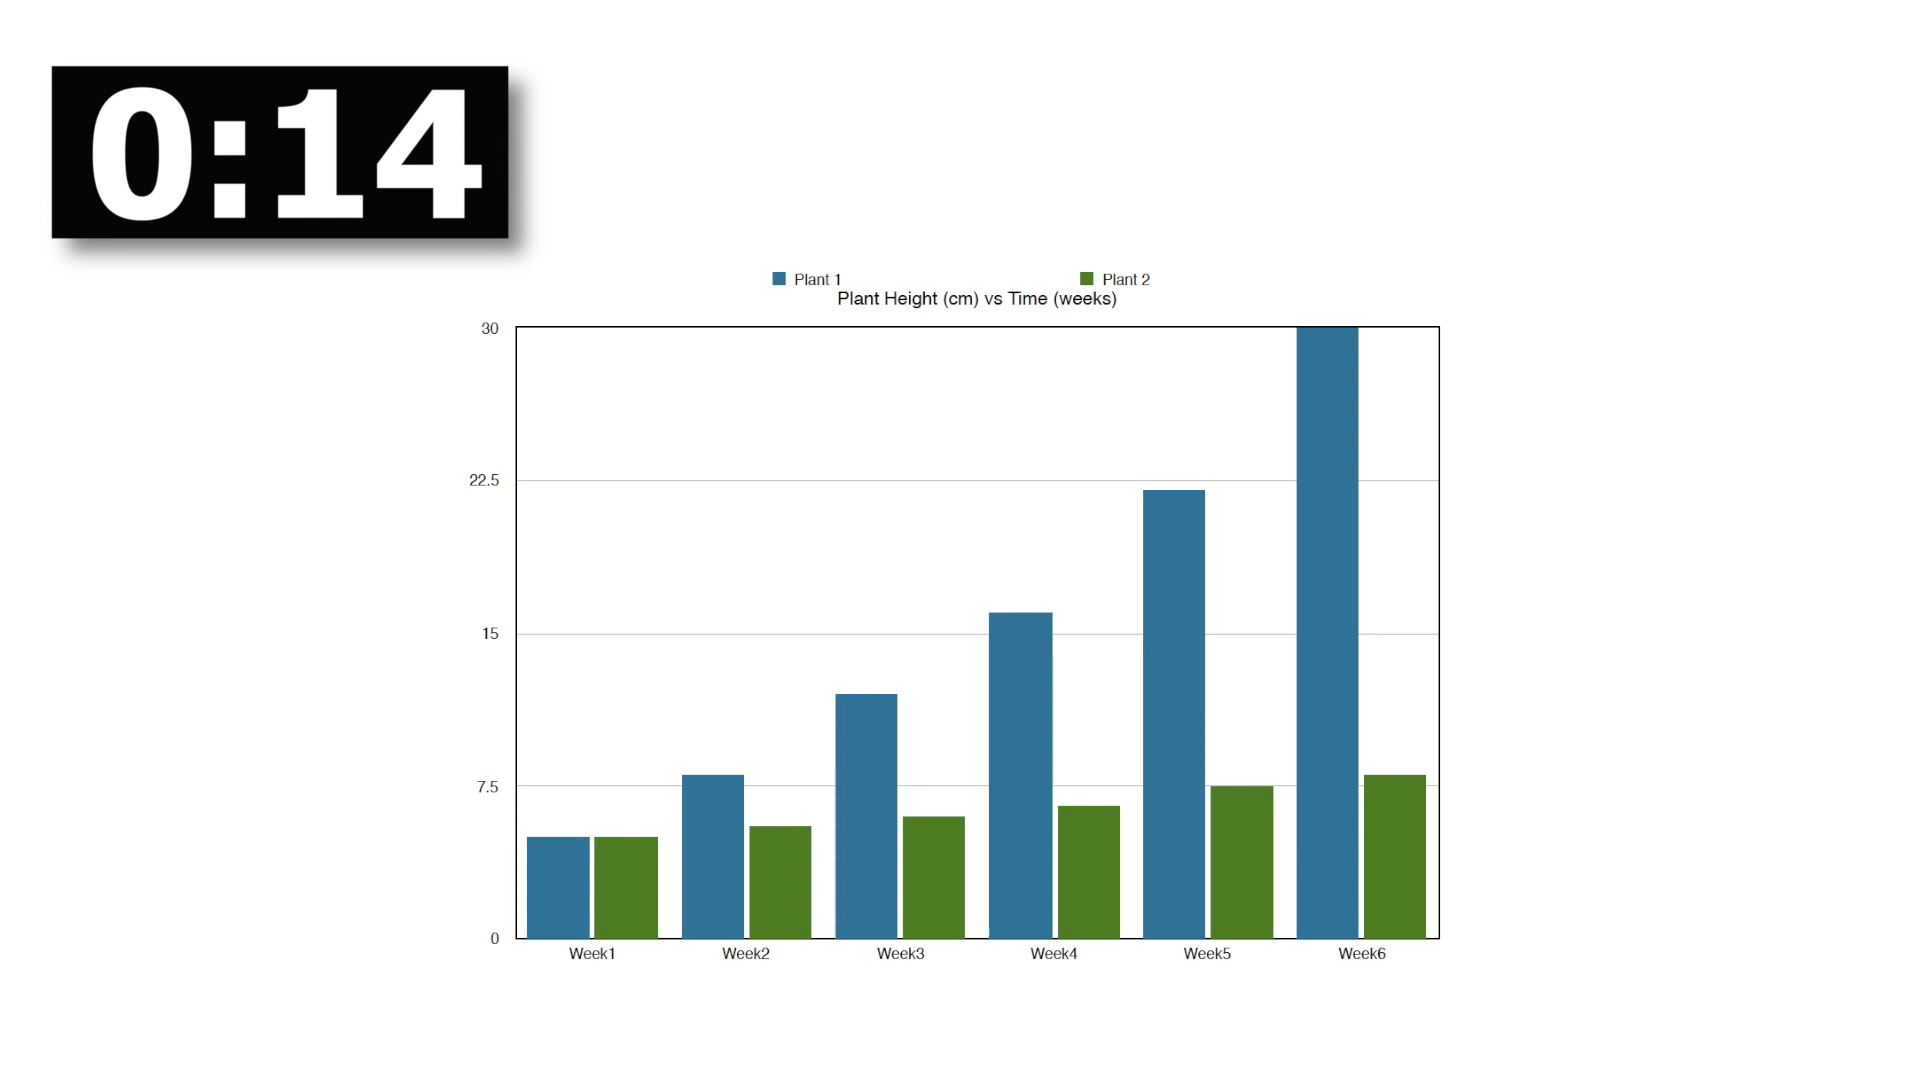 0:14
Plant 1
Plant 2
Plant Height (cm) vs Time (weeks)
30
22.5
15
7.5
0
Week1
Week2
Week3
Week4
Week5
Week6